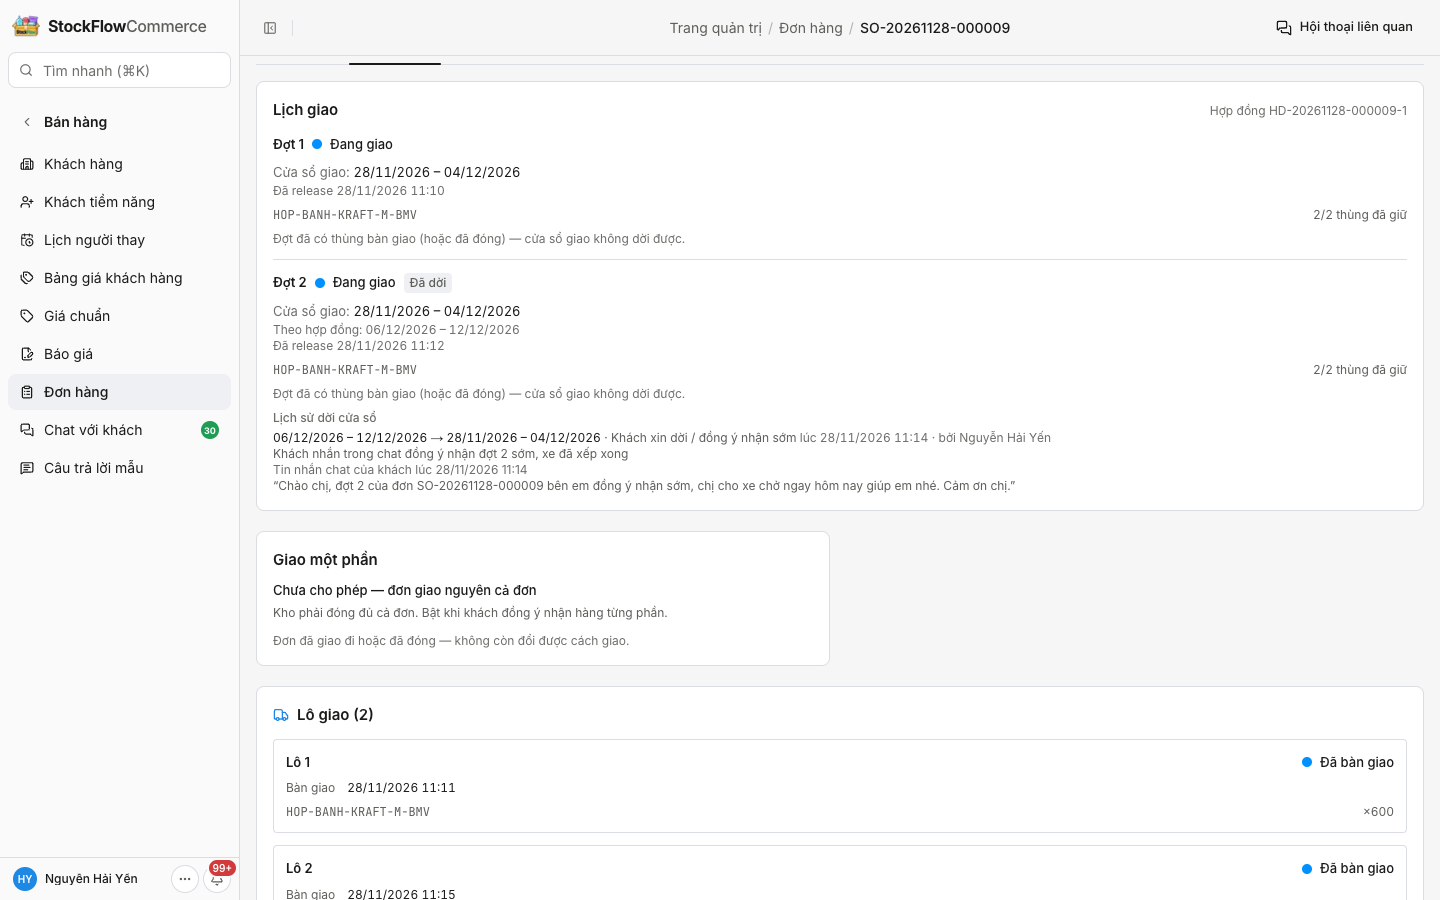 StockFlowCommerce
Tìm nhanh (⌘K)
Bán hàng
Khách hàng
Khách tiềm năng
Lịch người thay
Bảng giá khách hàng
Giá chuẩn
Báo giá
Đơn hàng
Chat với khách 30
Câu trả lời mẫu
HY Nguyễn Hải Yến 99+
Trang quản trị / Đơn hàng / SO-20261128-000009
Hội thoại liên quan
Lịch giao Hợp đồng HD-20261128-000009-1
Đợt 1 Đang giao
Cửa sổ giao: 28/11/2026 – 04/12/2026
Đã release 28/11/2026 11:10
HOP-BANH-KRAFT-M-BMV 2/2 thùng đã giữ
Đợt đã có thùng bàn giao (hoặc đã đóng) — cửa sổ giao không dời được.
Đợt 2 Đang giao Đã dời
Cửa sổ giao: 28/11/2026 – 04/12/2026
Theo hợp đồng: 06/12/2026 – 12/12/2026
Đã release 28/11/2026 11:12
HOP-BANH-KRAFT-M-BMV 2/2 thùng đã giữ
Đợt đã có thùng bàn giao (hoặc đã đóng) — cửa sổ giao không dời được.
Lịch sử dời cửa sổ
06/12/2026 – 12/12/2026 → 28/11/2026 – 04/12/2026 · Khách xin dời / đồng ý nhận sớm lúc 28/11/2026 11:14 · bởi Nguyễn Hải Yến
Khách nhắn trong chat đồng ý nhận đợt 2 sớm, xe đã xếp xong
Tin nhắn chat của khách lúc 28/11/2026 11:14
“Chào chị, đợt 2 của đơn SO-20261128-000009 bên em đồng ý nhận sớm, chị cho xe chở ngay hôm nay giúp em nhé. Cảm ơn chị.”
Giao một phần
Chưa cho phép — đơn giao nguyên cả đơn
Kho phải đóng đủ cả đơn. Bật khi khách đồng ý nhận hàng từng phần.
Đơn đã giao đi hoặc đã đóng — không còn đổi được cách giao.
Lô giao (2)
Lô 1 Đã bàn giao
Bàn giao 28/11/2026 11:11
HOP-BANH-KRAFT-M-BMV ×600
Lô 2 Đã bàn giao
Bàn giao 28/11/2026 11:15